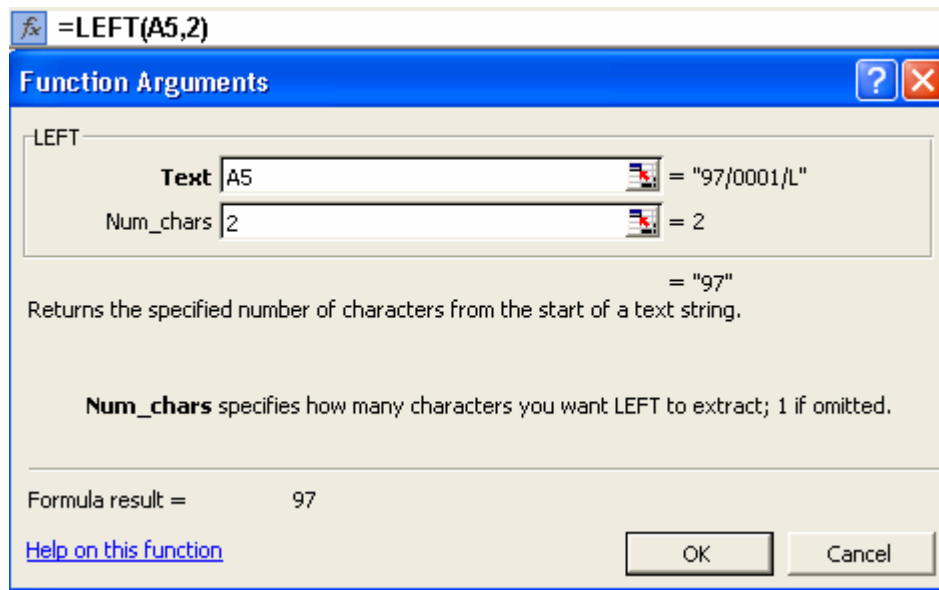 fx =LEFT(A5,2)
Function Arguments
LEFT
Text A5 = "97/0001/L"
Num_chars 2 = 2
= "97"
Returns the specified number of characters from the start of a text string.
Num_chars specifies how many characters you want LEFT to extract; 1 if omitted.
Formula result = 97
Help on this function OK Cancel